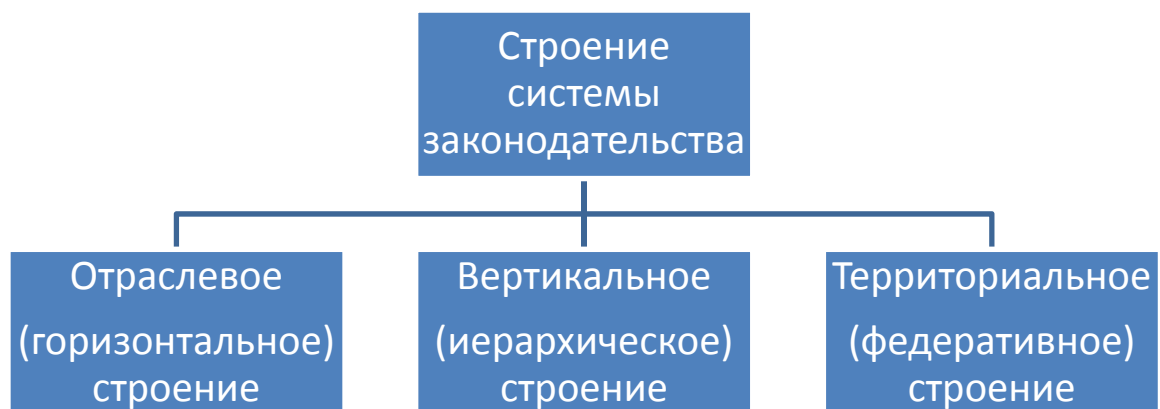 Строение
системы
законодательства
Отраслевое
(горизонтальное)
строение
Вертикальное
(иерархическое)
строение
Территориальное
(федеративное)
строение